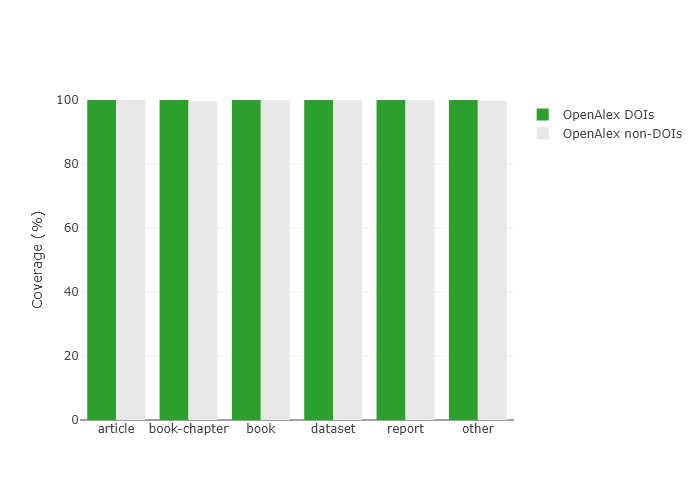 100
80
60
40
20
0
Coverage (%)
article book-chapter book dataset report other
OpenAlex DOIs
OpenAlex non-DOIs